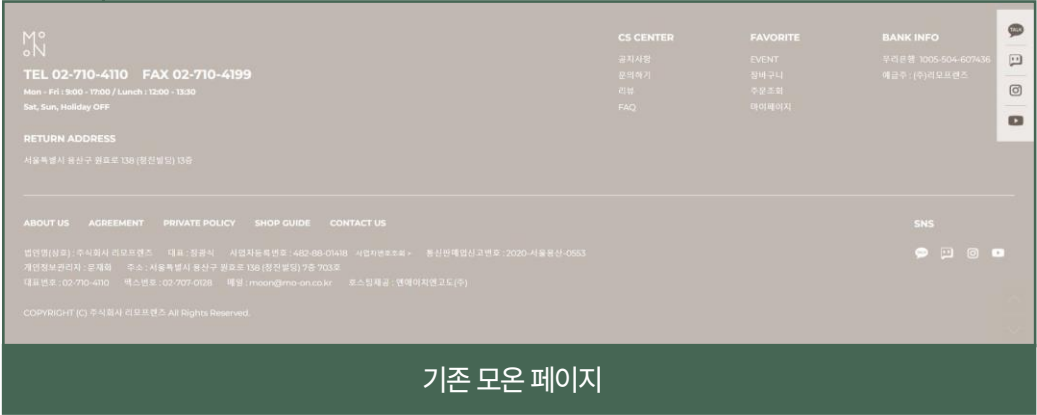 MOON
TEL 02-710-4110 FAX 02-710-4199
Mon - Fri : 9:00 - 17:00 / Lunch : 12:00 - 13:30
Sat, Sun, Holiday OFF
RETURN ADDRESS
서울특별시 용산구 원효로 138 (정진빌딩) 13층
CS CENTER
공지사항
문의하기
리뷰
FAQ
FAVORITE
EVENT
장바구니
주문조회
마이페이지
BANK INFO
우리은행 1005-504-607436
예금주 : (주)리모프렌즈
TALK
ABOUT US AGREEMENT PRIVATE POLICY SHOP GUIDE CONTACT US
SNS
법인명(상호) : 주식회사 리모프렌즈 대표 : 정광식 사업자등록번호 : 482-88-01418 사업자번호조회 > 통신판매업신고번호 : 2020-서울용산-0553
개인정보관리자 : 문재화 주소 : 서울특별시 용산구 원효로 138 (정진빌딩) 7층 703호
대표번호 : 02-710-4110 팩스번호 : 02-707-0128 메일 : moon@mo-on.co.kr 호스팅제공 : 엔에이치엔고도(주)
COPYRIGHT (C) 주식회사 리모프렌즈 All Rights Reserved.
기존 모온 페이지